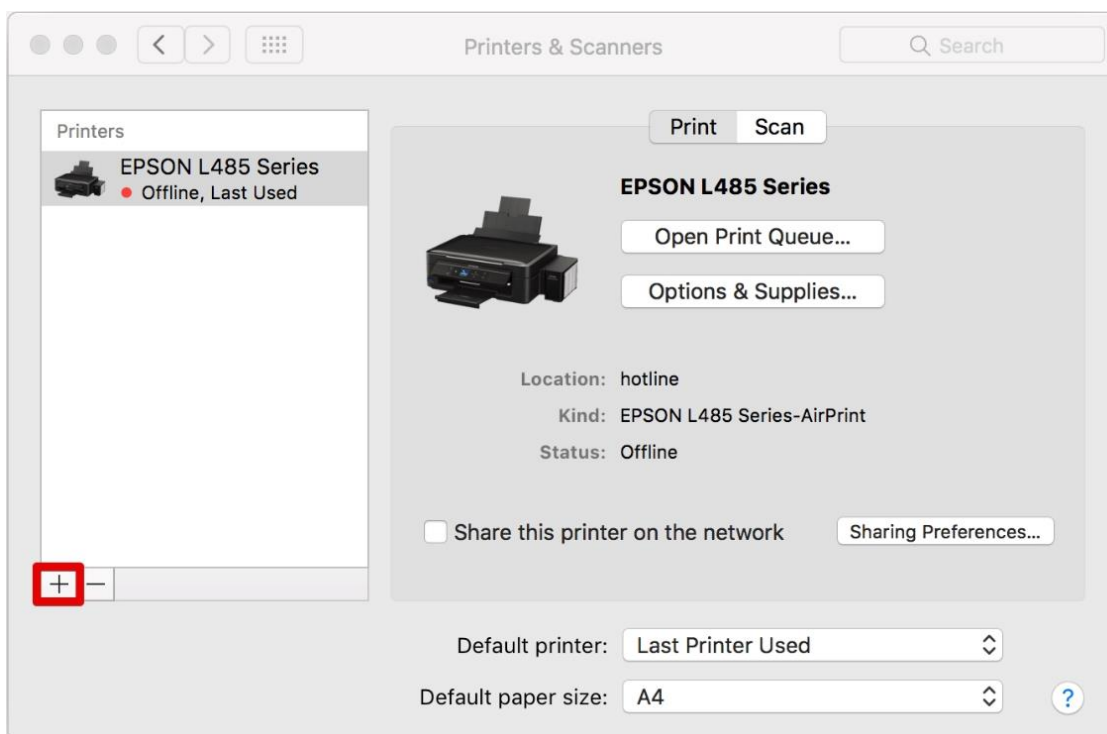 Printers & Scanners
Search
Printers
EPSON L485 Series
Offline, Last Used
+ −
Print Scan
EPSON L485 Series
Open Print Queue...
Options & Supplies...
Location: hotline
Kind: EPSON L485 Series-AirPrint
Status: Offline
Share this printer on the network
Sharing Preferences...
Default printer: Last Printer Used
Default paper size: A4
?